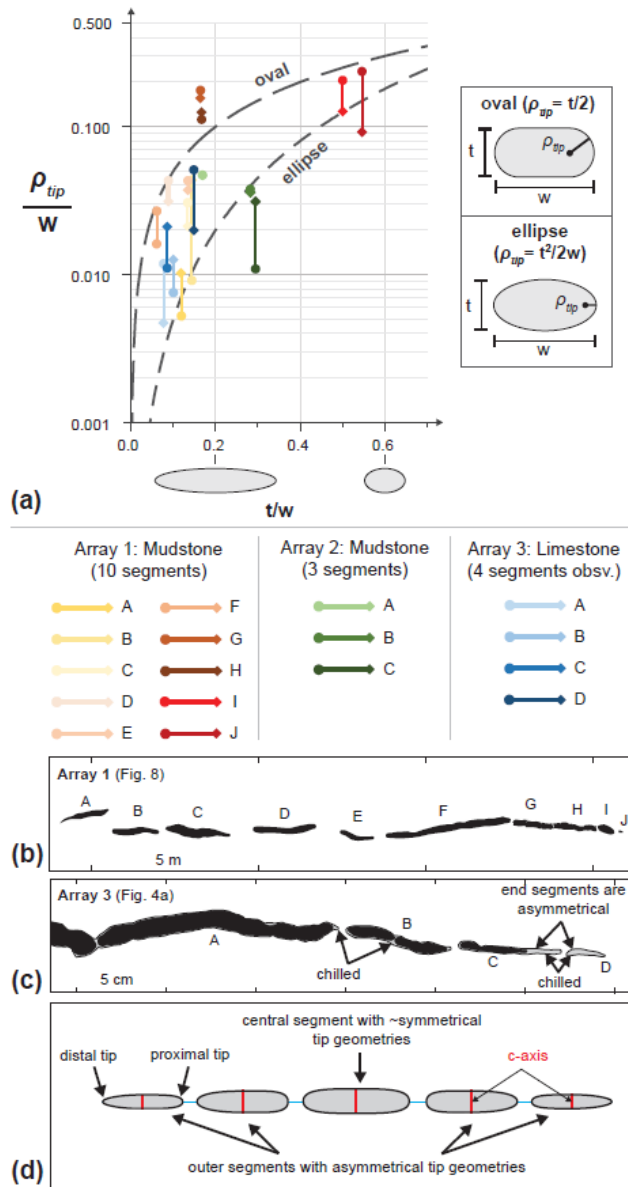 0.500
0.100
0.010
0.001
ρtip
w
oval
ellipse
0.0
0.2
0.4
0.6
t/w
(a)
oval (ρtip= t/2)
t
ρtip
w
ellipse
(ρtip= t²/2w)
t
ρtip
w
Array 1: Mudstone
(10 segments)
A
B
C
D
E
F
G
H
I
J
Array 2: Mudstone
(3 segments)
A
B
C
Array 3: Limestone
(4 segments obsv.)
A
B
C
D
(b)
Array 1 (Fig. 8)
A
B
C
D
E
F
G
H
I
J
5 m
(c)
Array 3 (Fig. 4a)
end segments are
asymmetrical
A
B
C
D
chilled
chilled
5 cm
(d)
central segment with ~symmetrical
tip geometries
distal tip
proximal tip
c-axis
outer segments with asymmetrical tip geometries